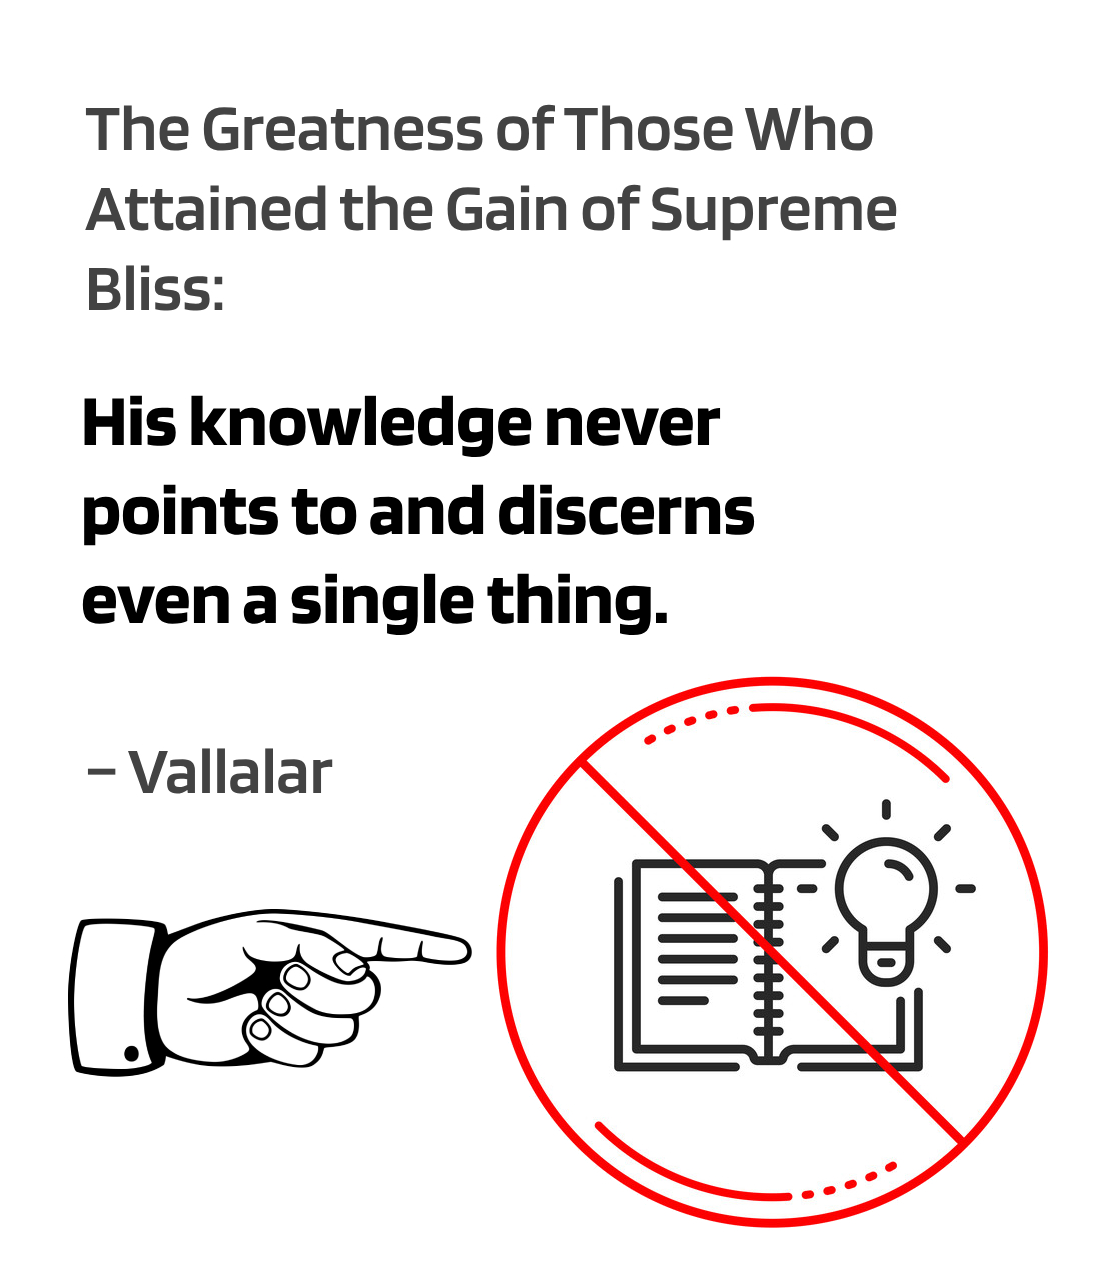 The Greatness of Those Who
Attained the Gain of Supreme
Bliss:
His knowledge never
points to and discerns
even a single thing.
– Vallalar